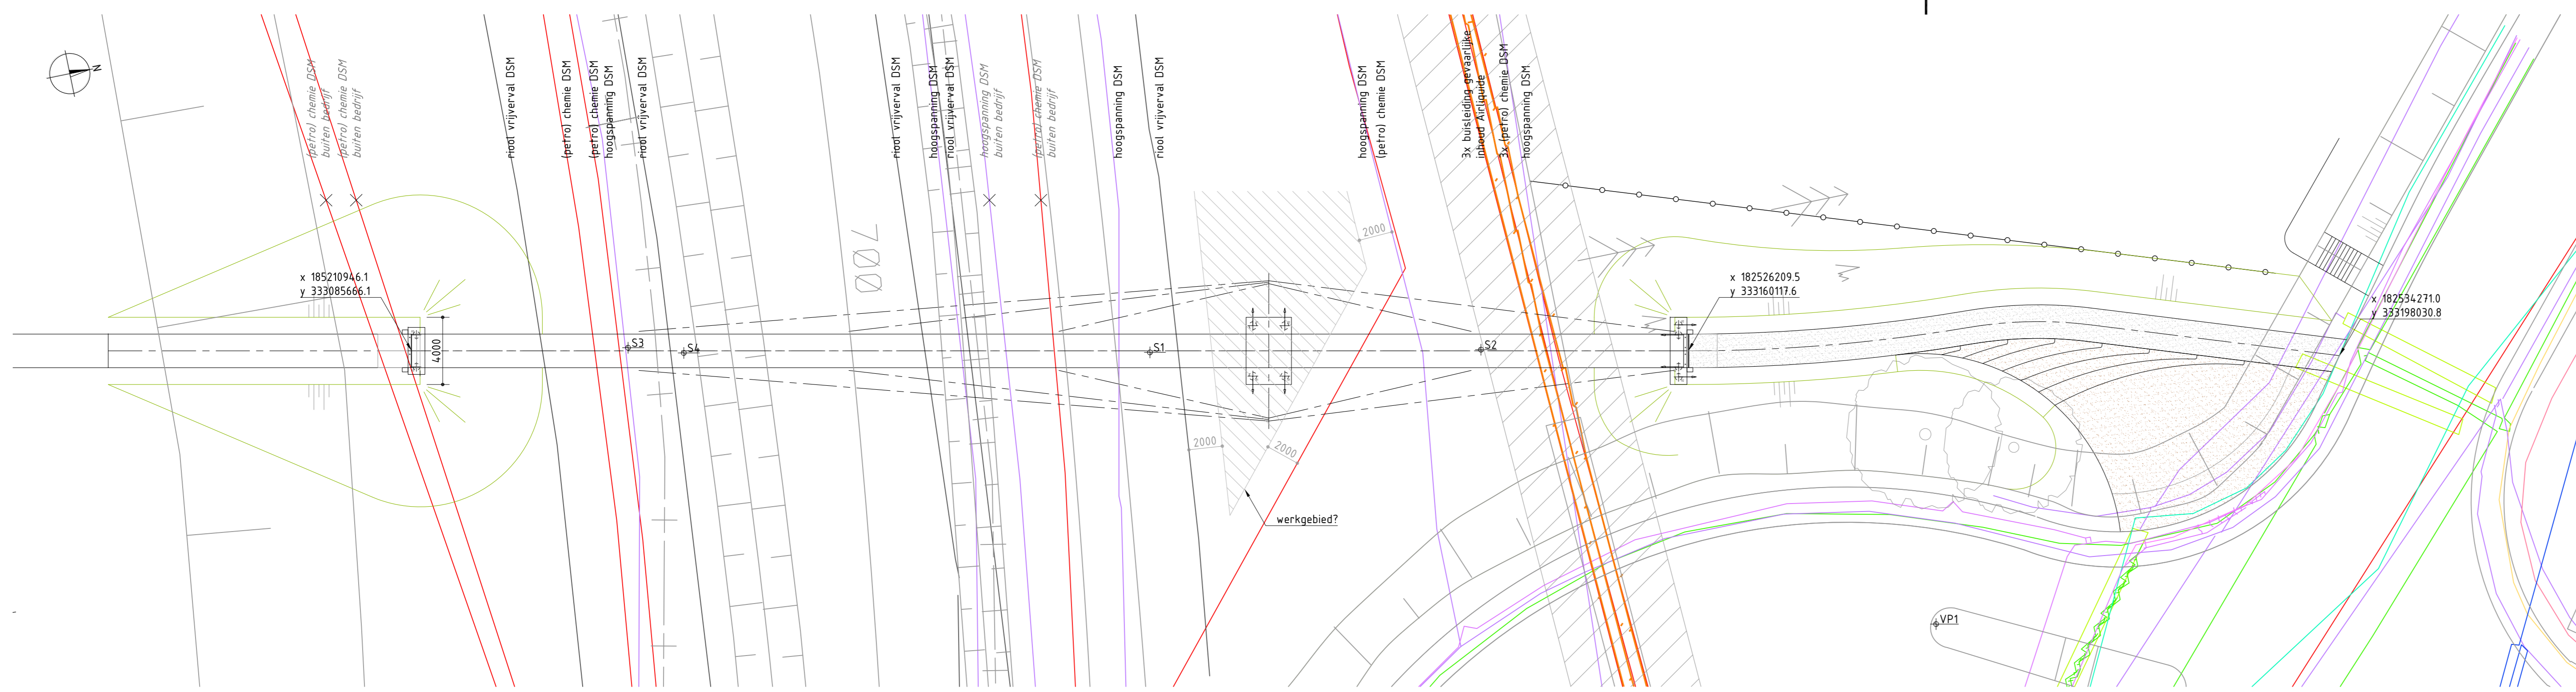 N
(petro) chemie DSM
buiten bedrijf
(petro) chemie DSM
buiten bedrijf
riool vrijverval DSM
(petro) chemie DSM
(petro) chemie DSM
hoogspanning DSM
riool vrijverval DSM
riool vrijverval DSM
hoogspanning DSM
riool vrijverval DSM
hoogspanning DSM
buiten bedrijf
(petro) chemie DSM
buiten bedrijf
hoogspanning DSM
riool vrijverval DSM
hoogspanning DSM
(petro) chemie DSM
3x buisleiding gevaarlijke
inhoud Airliquide
3x (petro) chemie DSM
hoogspanning DSM
2000
x 185210946.1
y 333085666.1
x 182526209.5
y 333160117.6
x 182534271.0
y 333198030.8
4000
S3
S4
S1
S2
2000
2000
werkgebied?
VP1